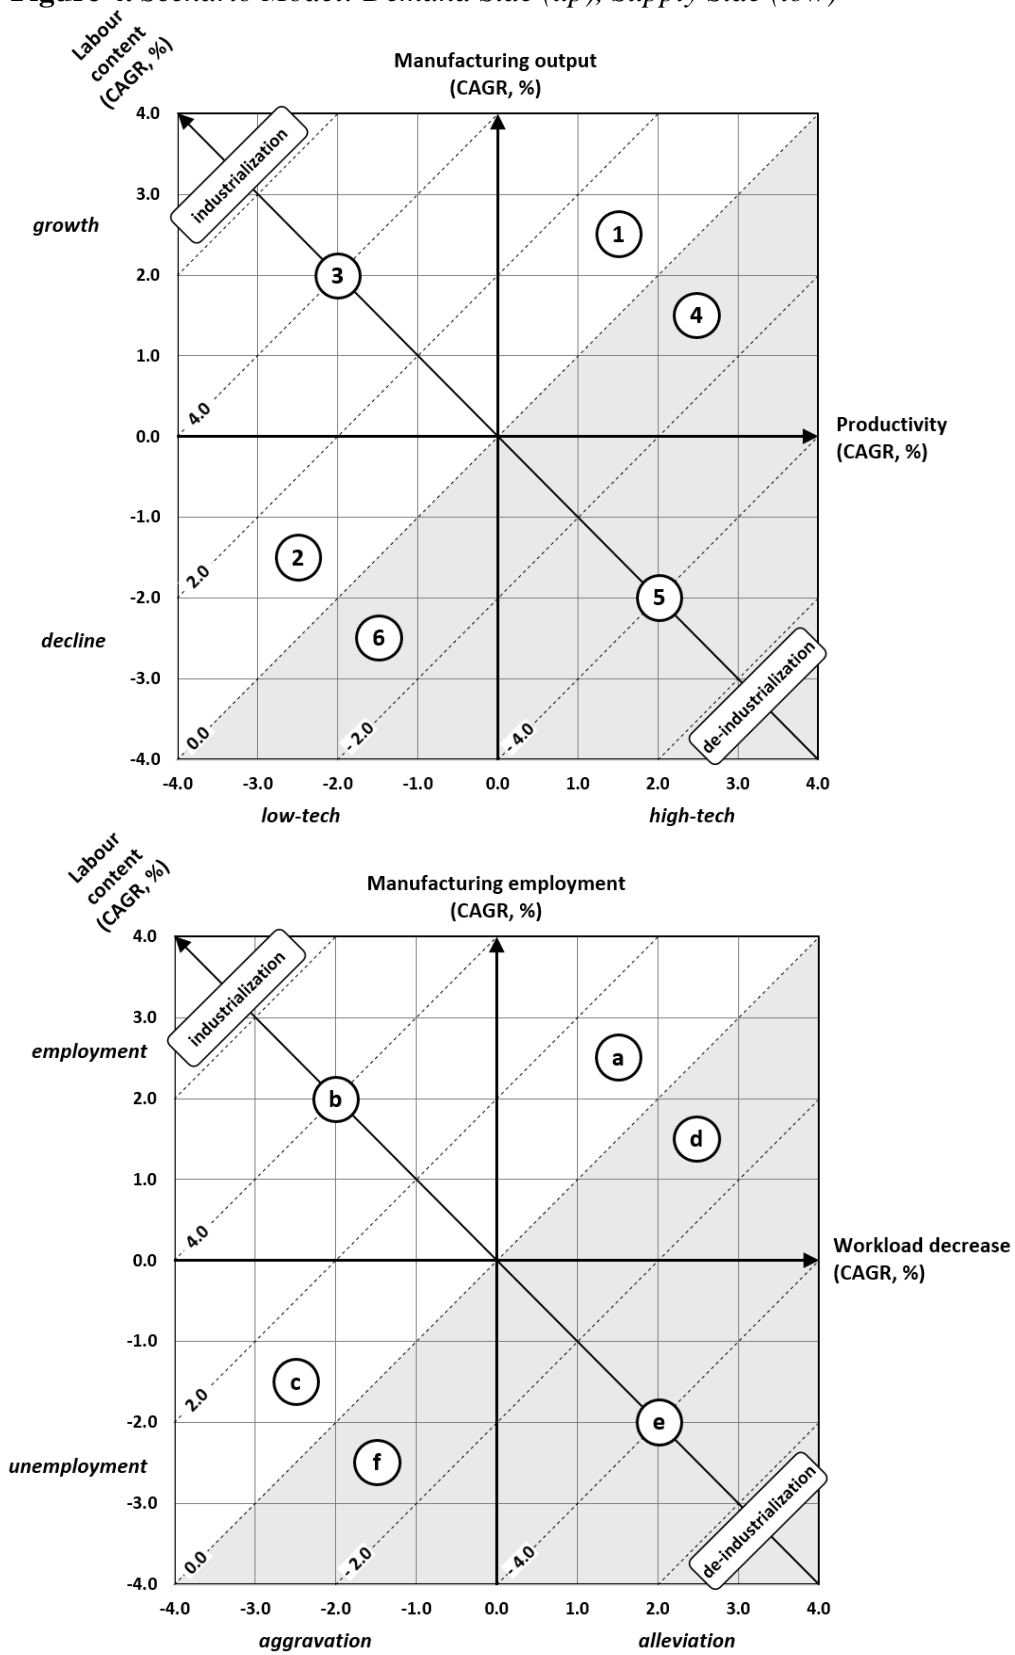 Figure 4. Scenario Model: Demand Side (up), Supply Side (low)
Labour
content
(CAGR, %)
Manufacturing output
(CAGR, %)
4.0
industrialization
3.0
growth
1
3
2.0
4
1.0
4.0
0.0
Productivity
(CAGR, %)
-1.0
2
2.0
-2.0
5
decline
6
-3.0
de-industrialization
0.0
- 2.0
- 4.0
-4.0
-4.0 -3.0 -2.0 -1.0 0.0 1.0 2.0 3.0 4.0
low-tech high-tech
Labour
content
(CAGR, %)
Manufacturing employment
(CAGR, %)
4.0
industrialization
3.0
employment
a
b
2.0
d
1.0
4.0
0.0
Workload decrease
(CAGR, %)
-1.0
c
2.0
-2.0
e
unemployment
f
-3.0
de-industrialization
0.0
- 2.0
- 4.0
-4.0
-4.0 -3.0 -2.0 -1.0 0.0 1.0 2.0 3.0 4.0
aggravation alleviation